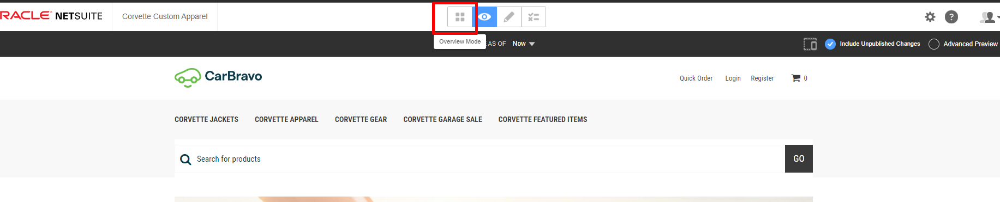 RACLE NETSUITE
Corvette Custom Apparel
Overview Mode
AS OF Now
Include Unpublished Changes
Advanced Preview
CarBravo
Quick Order
Login
Register
0
CORVETTE JACKETS
CORVETTE APPAREL
CORVETTE GEAR
CORVETTE GARAGE SALE
CORVETTE FEATURED ITEMS
Search for products
GO